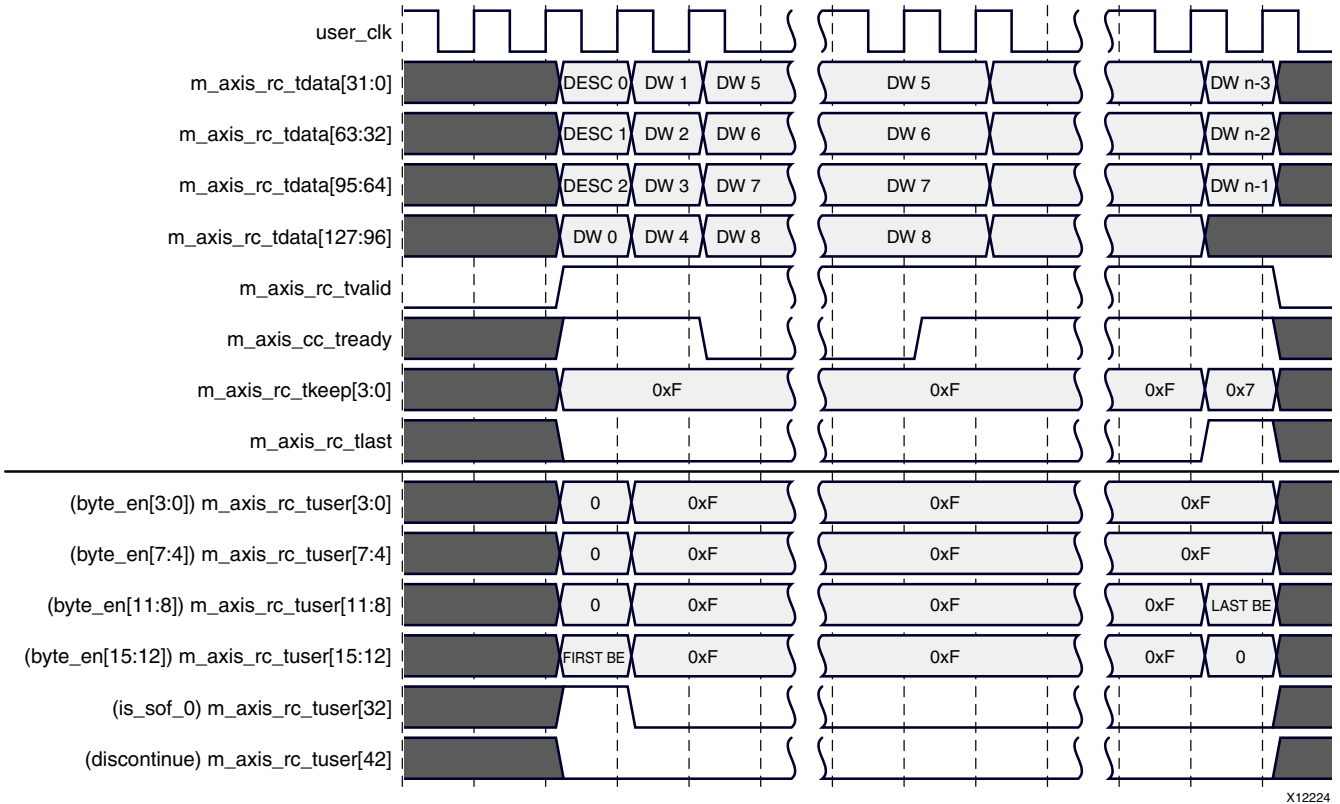 user_clk
m_axis_rc_tdata[31:0] DESC 0 DW 1 DW 5 DW 5 DW n-3
m_axis_rc_tdata[63:32] DESC 1 DW 2 DW 6 DW 6 DW n-2
m_axis_rc_tdata[95:64] DESC 2 DW 3 DW 7 DW 7 DW n-1
m_axis_rc_tdata[127:96] DW 0 DW 4 DW 8 DW 8
m_axis_rc_tvalid
m_axis_cc_tready
m_axis_rc_tkeep[3:0] 0xF 0xF 0xF 0x7
m_axis_rc_tlast
(byte_en[3:0]) m_axis_rc_tuser[3:0] 0 0xF 0xF 0xF
(byte_en[7:4]) m_axis_rc_tuser[7:4] 0 0xF 0xF 0xF
(byte_en[11:8]) m_axis_rc_tuser[11:8] 0 0xF 0xF 0xF LAST BE
(byte_en[15:12]) m_axis_rc_tuser[15:12] FIRST BE 0xF 0xF 0xF 0
(is_sof_0) m_axis_rc_tuser[32]
(discontinue) m_axis_rc_tuser[42]
X12224